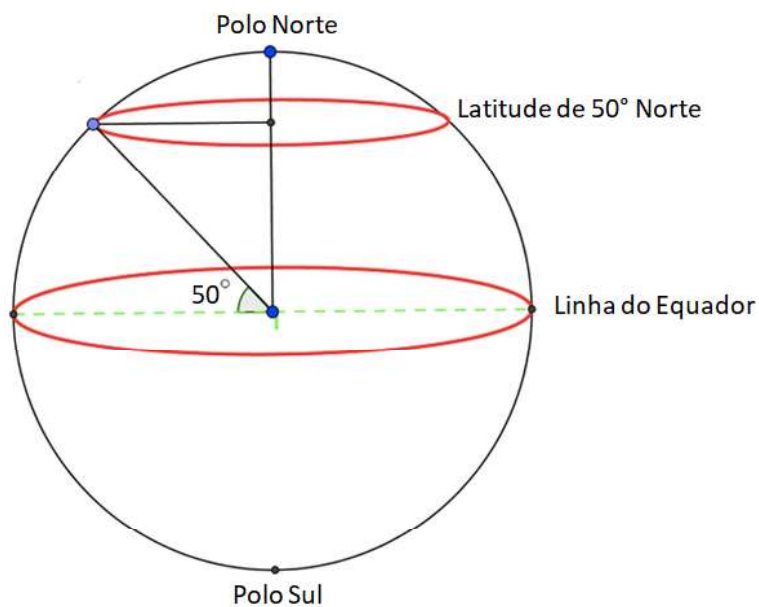 Polo Norte
Latitude de 50° Norte
50°
Linha do Equador
Polo Sul